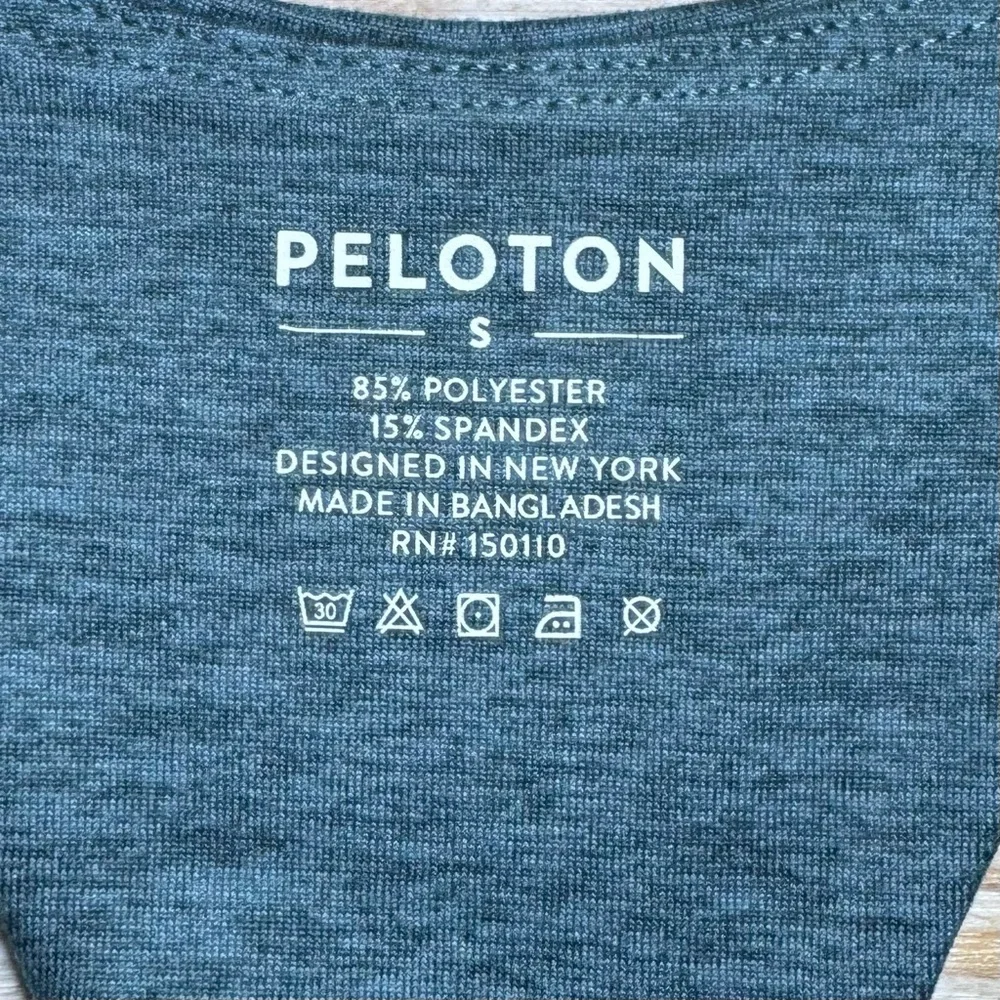 PELOTON
S
85% POLYESTER
15% SPANDEX
DESIGNED IN NEW YORK
MADE IN BANGLADESH
RN# 150110
30